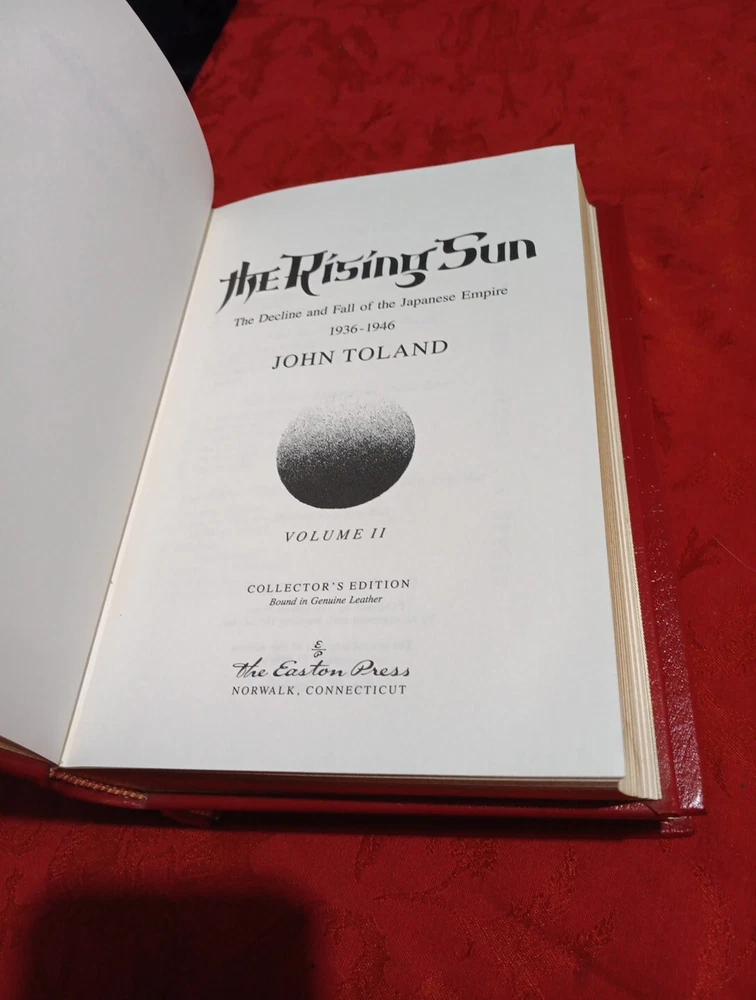 the Rising Sun
The Decline and Fall of the Japanese Empire
1936-1946
JOHN TOLAND
VOLUME II
COLLECTOR'S EDITION
Bound in Genuine Leather
E
P
the Easton Press
NORWALK, CONNECTICUT